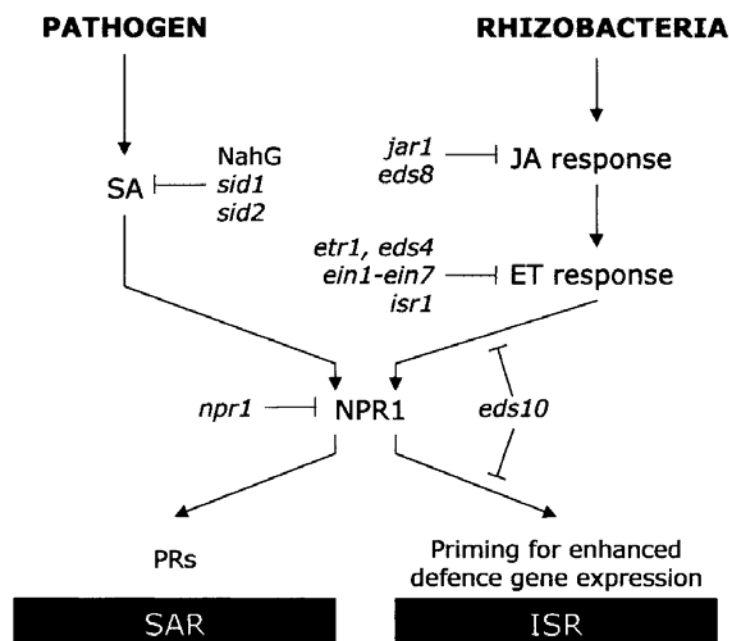 PATHOGEN
RHIZOBACTERIA
NahG
SA
sid1
sid2
jar1
eds8
JA response
etr1, eds4
ein1-ein7
isr1
ET response
npr1
NPR1
eds10
PRs
Priming for enhanced
defence gene expression
SAR
ISR